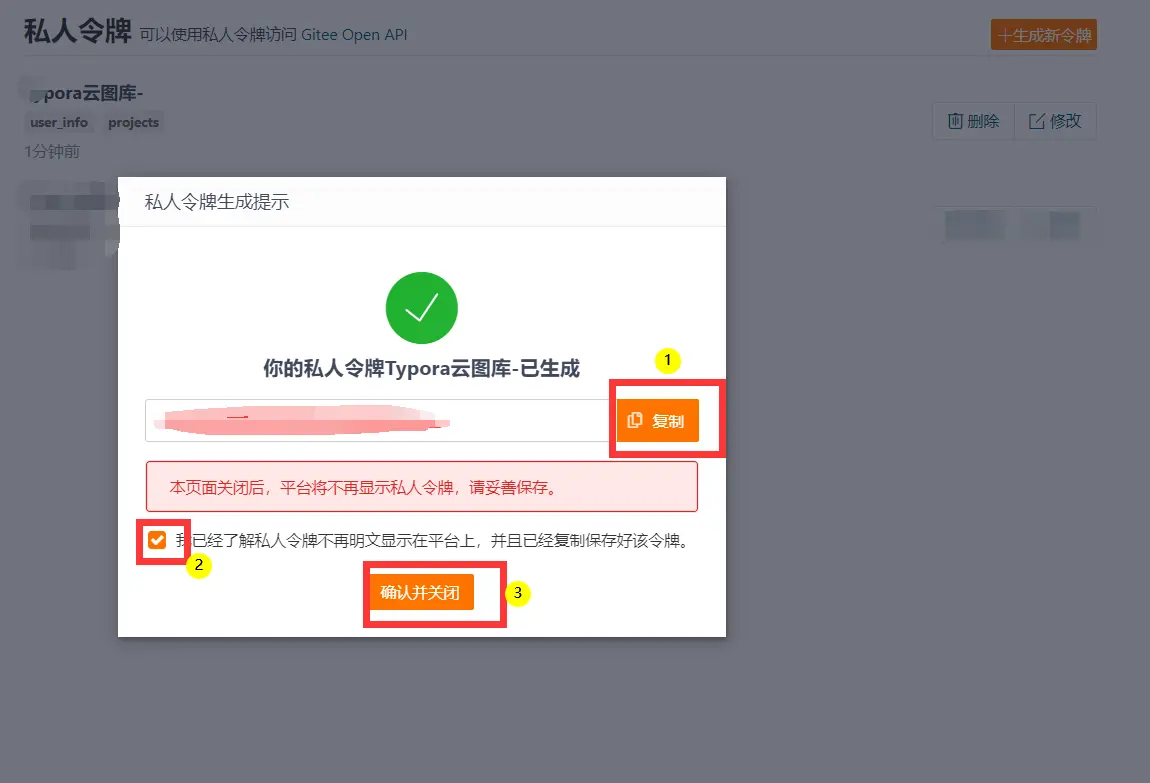 私人令牌 可以使用私人令牌访问 Gitee Open API
十生成新令牌
Typora云图库-
user_info projects
删除 修改
1分钟前
私人令牌生成提示
你的私人令牌Typora云图库-已生成
1
复制
本页面关闭后，平台将不再显示私人令牌，请妥善保存。
我已经了解私人令牌不再明文显示在平台上，并且已经复制保存好该令牌。
2
确认并关闭
3